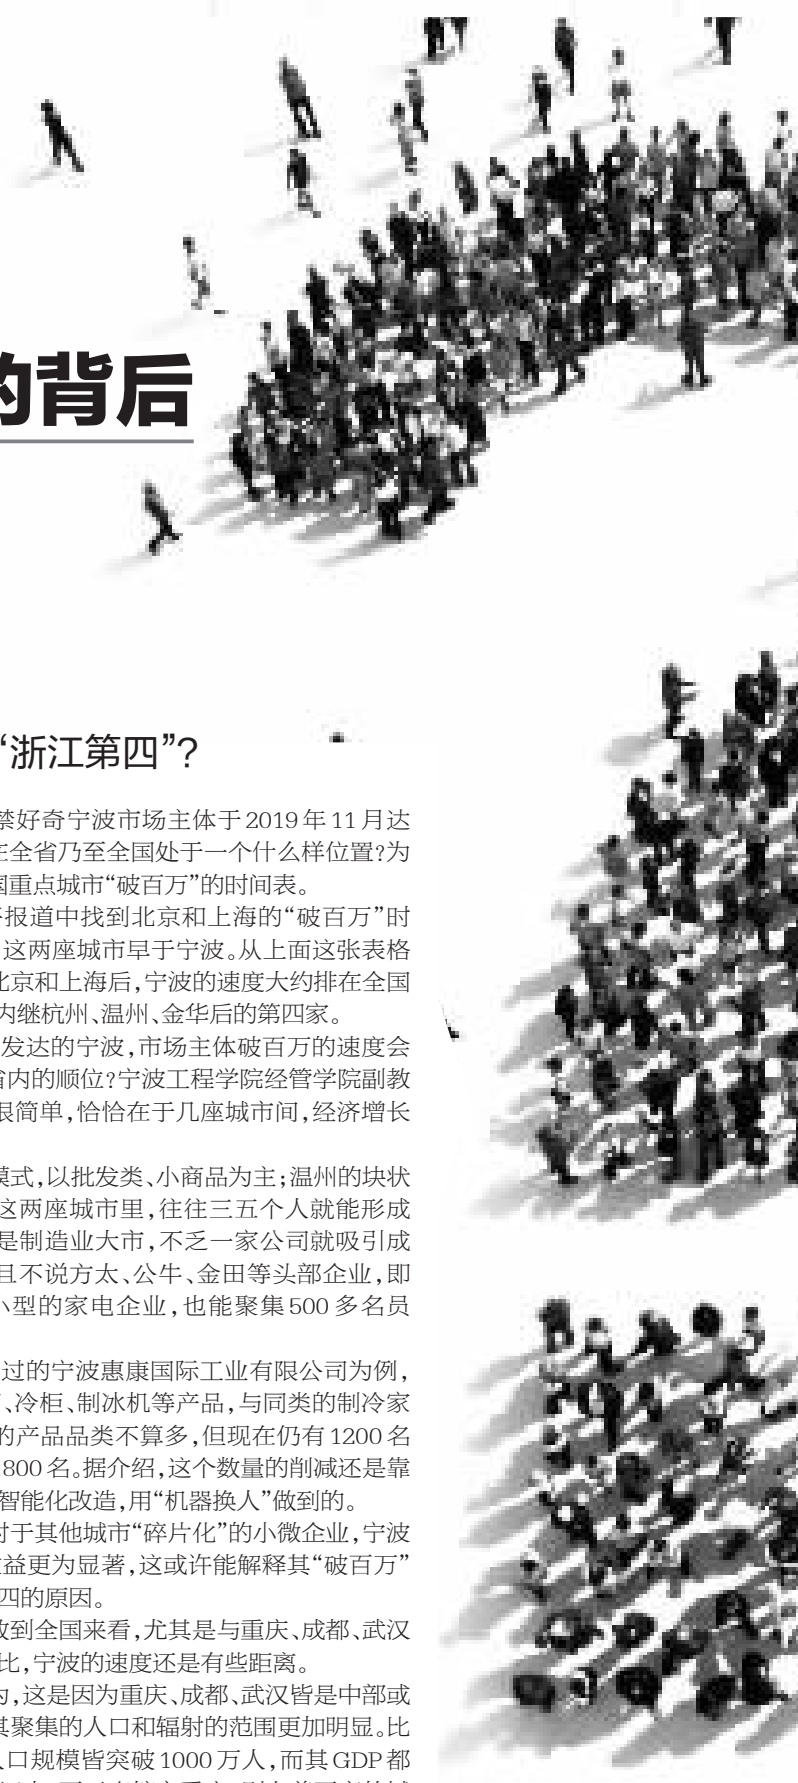 的背后
“浙江第四”?
禁好奇宁波市场主体于2019年11月达
在全省乃至全国处于一个什么样位置?为
国重点城市“破百万”的时间表。
报道中找到北京和上海的“破百万”时
这两座城市早于宁波。从上面这张表格
北京和上海后,宁波的速度大约排在全国
内继杭州、温州、金华后的第四家。
发达的宁波,市场主体破百万的速度会
省内的顺位?宁波工程学院经管学院副教
很简单,恰恰在于几座城市间,经济增长
模式,以批发类、小商品为主;温州的块状
这两座城市里,往往三五个人就能形成
是制造业大市,不乏一家公司就吸引成
且不说方太、公牛、金田等头部企业,即
小型的家电企业,也能聚集500多名员
过的宁波惠康国际工业有限公司为例,
、冷柜、制冰机等产品,与同类的制冷家
的产品品类不算多,但现在仍有1200名
800名。据介绍,这个数量的削减还是靠
智能化改造,用“机器换人”做到的。
对于其他城市“碎片化”的小微企业,宁波
益更为显著,这或许能解释其“破百万”
四的原因。
放到全国来看,尤其是与重庆、成都、武汉
比,宁波的速度还是有些距离。
为,这是因为重庆、成都、武汉皆是中部或
其聚集的人口和辐射的范围更加明显。比
人口规模皆突破1000万人,而其GDP都